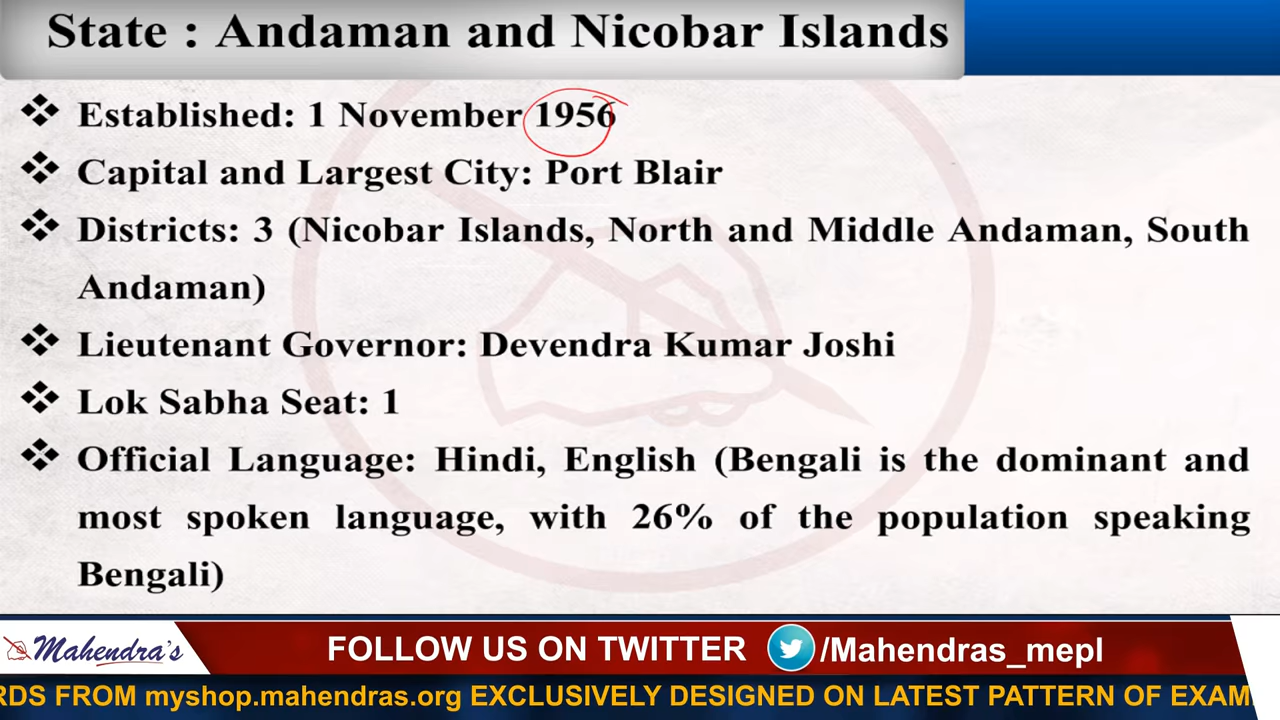 State : Andaman and Nicobar Islands
Established: 1 November 1956
Capital and Largest City: Port Blair
Districts: 3 (Nicobar Islands, North and Middle Andaman, South
Andaman)
Lieutenant Governor: Devendra Kumar Joshi
Lok Sabha Seat: 1
Official Language: Hindi, English (Bengali is the dominant and
most spoken language, with 26% of the population speaking
Bengali)
Mahendra's FOLLOW US ON TWITTER /Mahendras_mepl
RDS FROM myshop.mahendras.org EXCLUSIVELY DESIGNED ON LATEST PATTERN OF EXAM